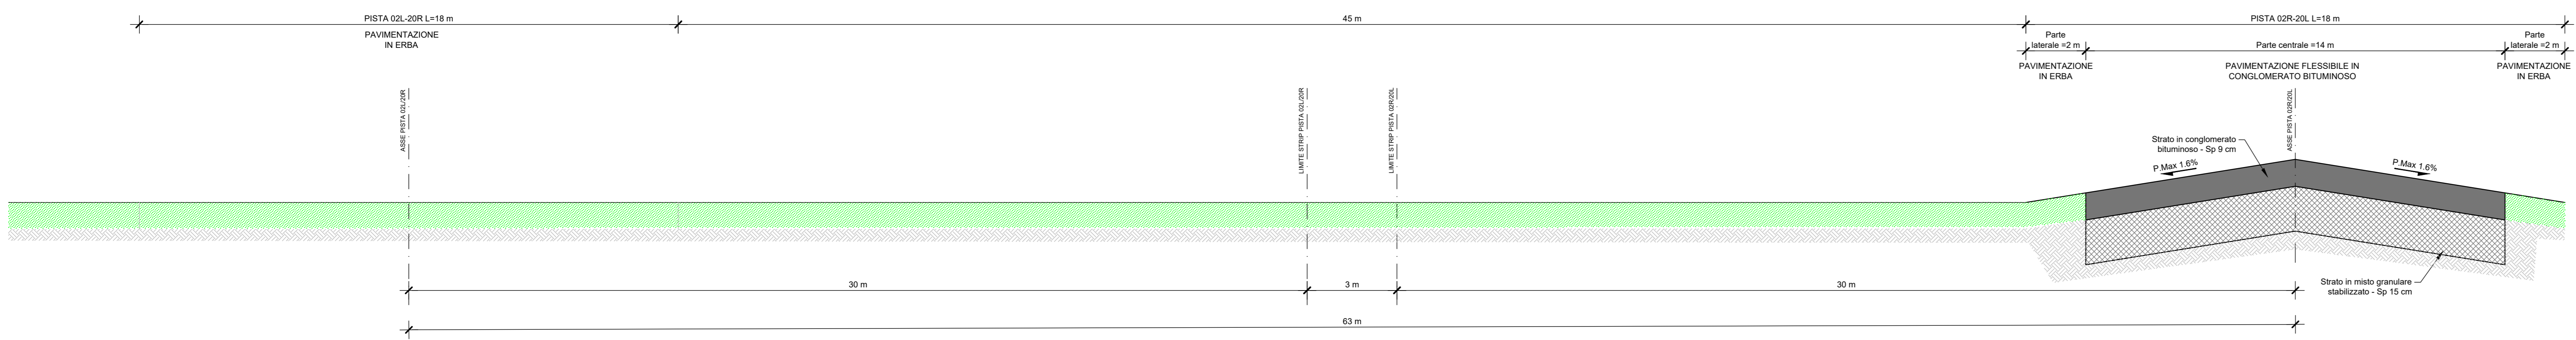 PISTA 02L-20R L=18 m
45 m
PISTA 02R-20L L=18 m
PAVIMENTAZIONE
IN ERBA
Parte
laterale =2 m
Parte centrale =14 m
Parte
laterale =2 m
PAVIMENTAZIONE
IN ERBA
PAVIMENTAZIONE FLESSIBILE IN
CONGLOMERATO BITUMINOSO
PAVIMENTAZIONE
IN ERBA
ASSE PISTA 02L/20R
LIMITE STRIP PISTA 02L/20R
LIMITE STRIP PISTA 02R/20L
ASSE PISTA 02R/20L
Strato in conglomerato
bituminoso - Sp 9 cm
P.Max 1.6%
P.Max 1.6%
Strato in misto granulare
stabilizzato - Sp 15 cm
30 m
3 m
30 m
63 m